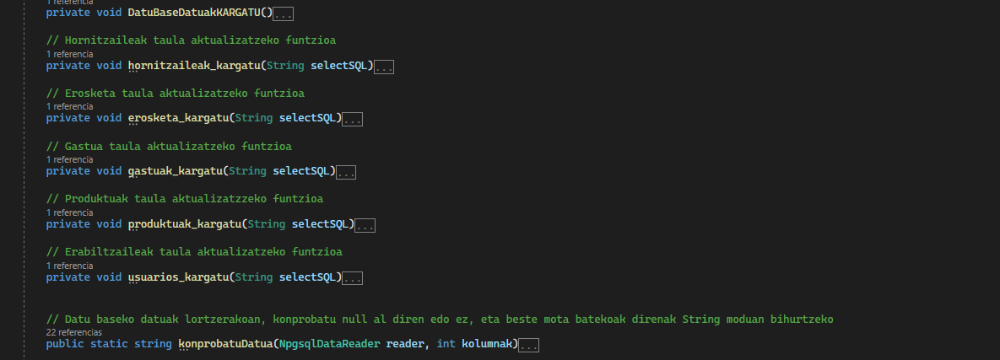 1 referencia
private void DatuBaseDatuakKARGATU()...
// Hornitzaileak taula aktualizatzeko funtzioa
1 referencia
private void hornitzaileak_kargatu(String selectSQL)...
// Erosketa taula aktualizatzeko funtzioa
1 referencia
private void erosketa_kargatu(String selectSQL)...
// Gastua taula aktualizatzeko funtzioa
1 referencia
private void gastuak_kargatu(String selectSQL)...
// Produktuak taula aktualizatzzeko funtzioa
1 referencia
private void produktuak_kargatu(String selectSQL)...
// Erabiltzaileak taula aktualizatzeko funtzioa
1 referencia
private void usuarios_kargatu(String selectSQL)...
// Datu baseko datuak lortzerakoan, konprobatu null al diren edo ez, eta beste mota batekoak direnak String moduan bihurtzeko
22 referencias
public static string konprobatuDatua(NpgsqlDataReader reader, int kolumnak)...